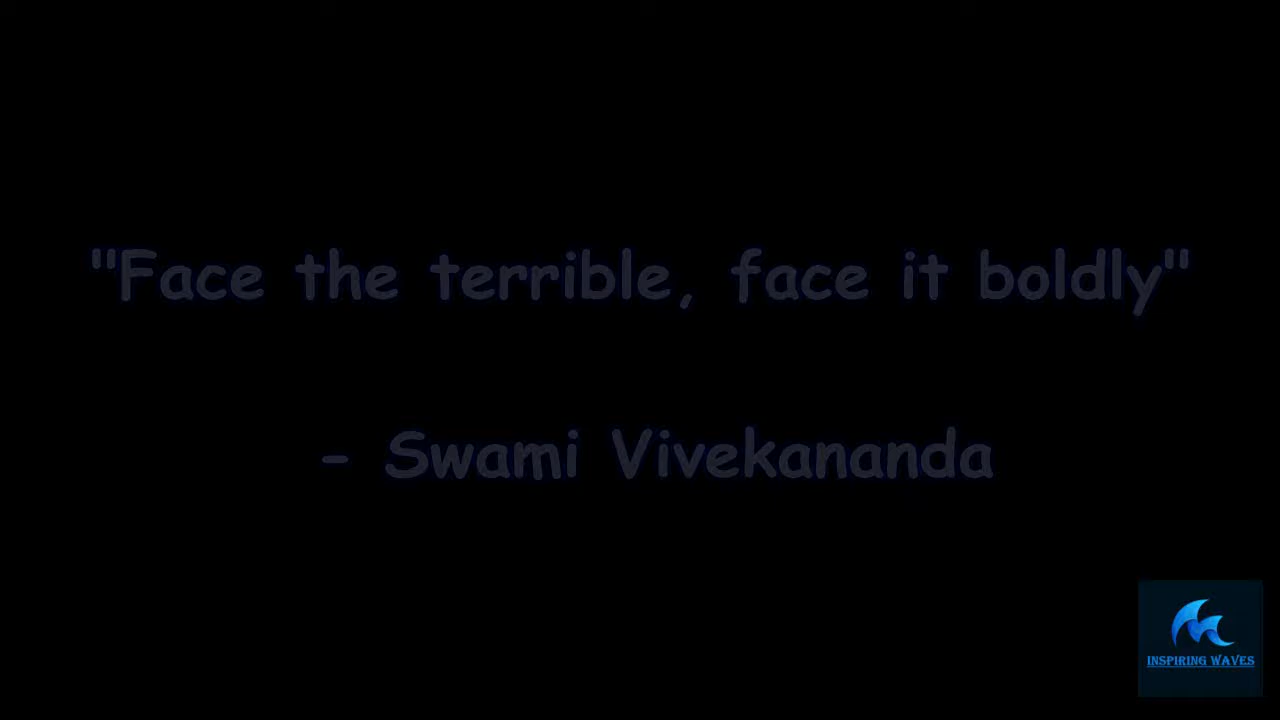 "Face the terrible, face it boldly"
- Swami Vivekananda
INSPIRING WAVES